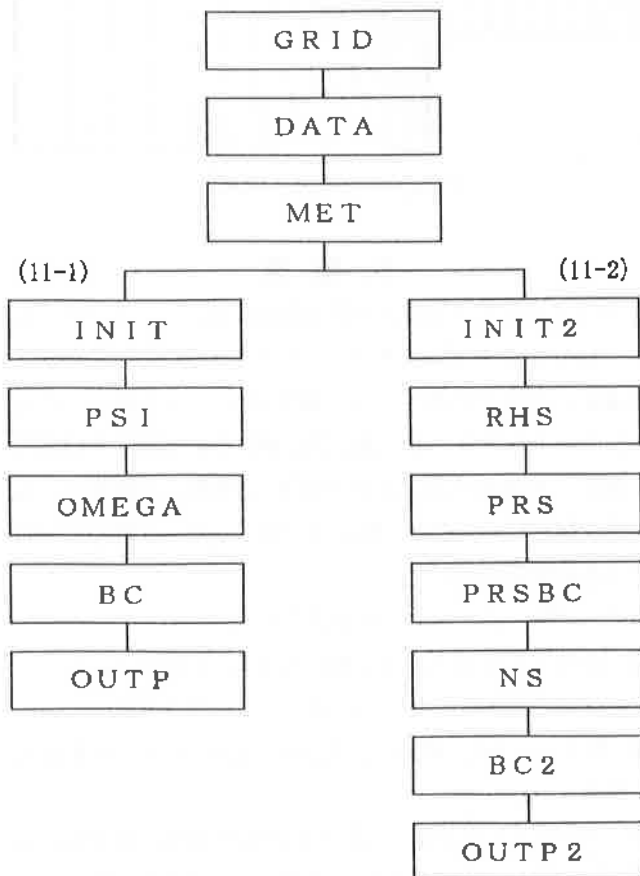 GRID
DATA
MET
(11-1)
(11-2)
INIT
PSI
OMEGA
BC
OUTP
INIT2
RHS
PRS
PRSBC
NS
BC2
OUTP2